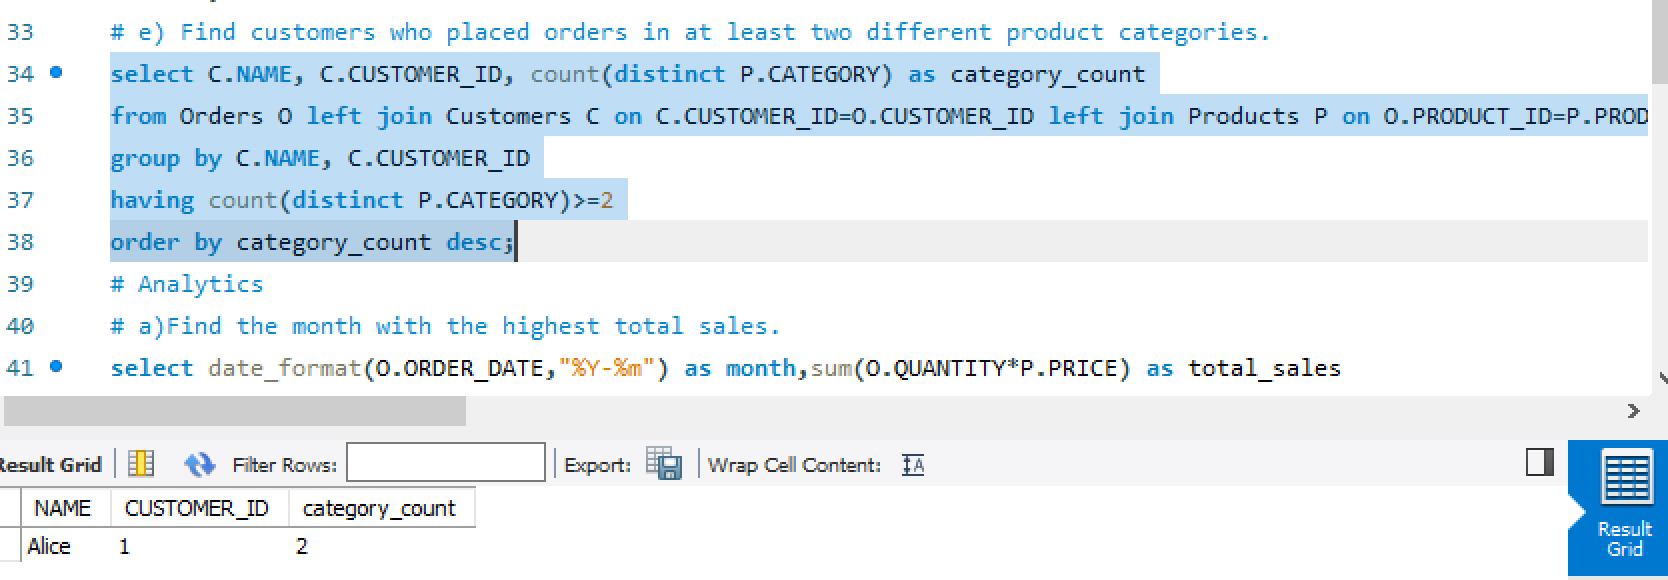 33 # e) Find customers who placed orders in at least two different product categories.
34 select C.NAME, C.CUSTOMER_ID, count(distinct P.CATEGORY) as category_count
35 from Orders O left join Customers C on C.CUSTOMER_ID=O.CUSTOMER_ID left join Products P on O.PRODUCT_ID=P.PROD
36 group by C.NAME, C.CUSTOMER_ID
37 having count(distinct P.CATEGORY)>=2
38 order by category_count desc;
39 # Analytics
40 # a)Find the month with the highest total sales.
41 select date_format(O.ORDER_DATE,"%Y-%m") as month,sum(O.QUANTITY*P.PRICE) as total_sales
Result Grid Filter Rows: Export: Wrap Cell Content:
NAME CUSTOMER_ID category_count
Alice 1 2
Result
Grid